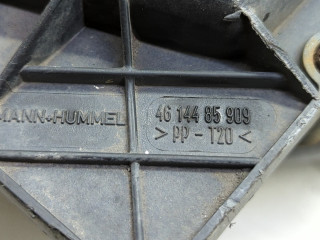 MANN+HUMMEL
46 144 85 909
> PP - T20 <